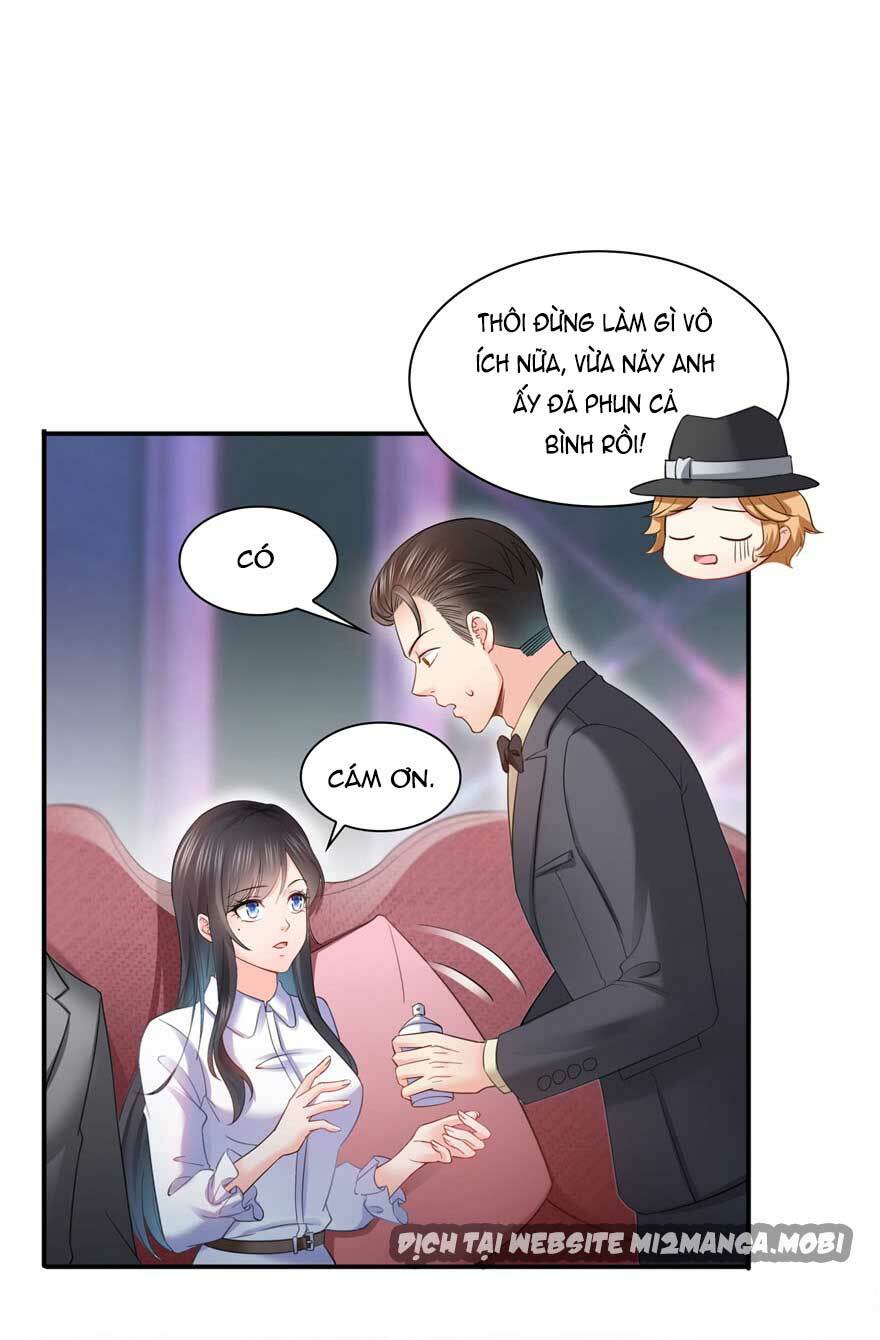 THÔI ĐỪNG LÀM GÌ VÔ
ÍCH NỮA, VỪA NÃY ANH
ẤY ĐÃ PHUN CẢ
BÌNH RỒI!
CÓ
CÁM ƠN.
DỊCH TẠI WEBSITE MI2MANGA.MOBI